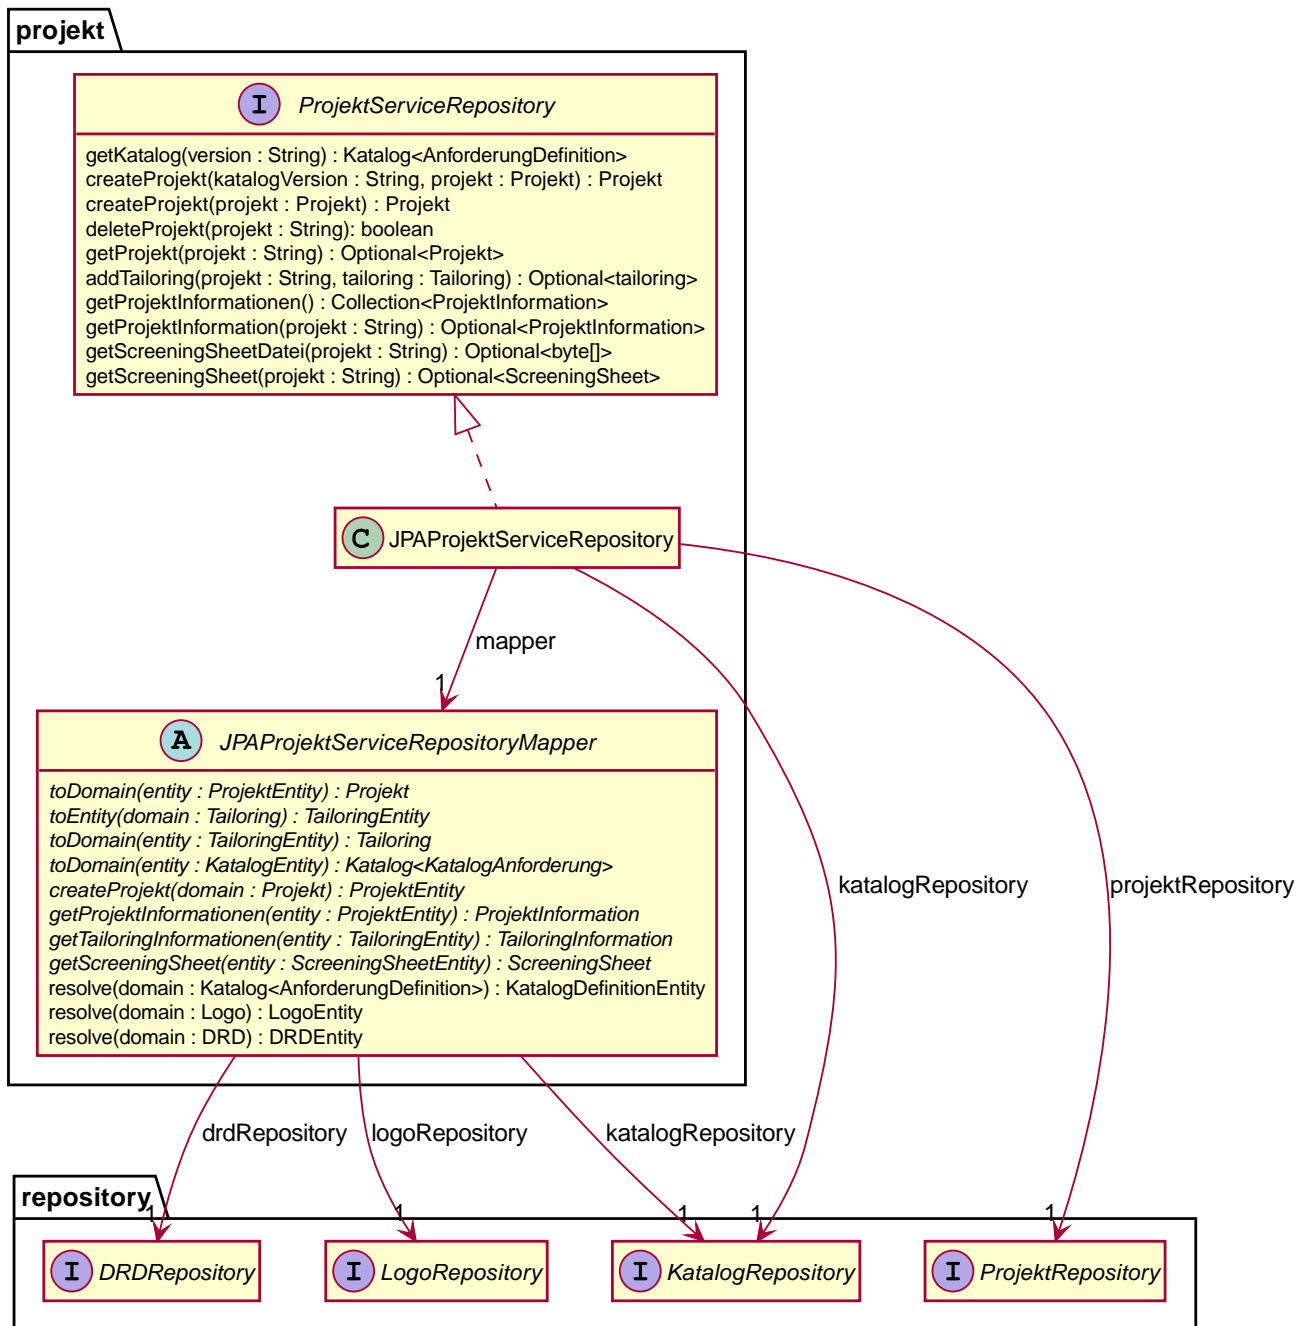 projekt
I ProjektServiceRepository
getKatalog(version : String) : Katalog<AnforderungDefinition>
createProjekt(katalogVersion : String, projekt : Projekt) : Projekt
createProjekt(projekt : Projekt) : Projekt
deleteProjekt(projekt : String): boolean
getProjekt(projekt : String) : Optional<Projekt>
addTailoring(projekt : String, tailoring : Tailoring) : Optional<tailoring>
getProjektInformationen() : Collection<ProjektInformation>
getProjektInformation(projekt : String) : Optional<ProjektInformation>
getScreeningSheetDatei(projekt : String) : Optional<byte[]>
getScreeningSheet(projekt : String) : Optional<ScreeningSheet>
C JPAProjektServiceRepository
mapper
1
A JPAProjektServiceRepositoryMapper
toDomain(entity : ProjektEntity) : Projekt
toEntity(domain : Tailoring) : TailoringEntity
toDomain(entity : TailoringEntity) : Tailoring
toDomain(entity : KatalogEntity) : Katalog<KatalogAnforderung>
createProjekt(domain : Projekt) : ProjektEntity
getProjektInformationen(entity : ProjektEntity) : ProjektInformation
getTailoringInformationen(entity : TailoringEntity) : TailoringInformation
getScreeningSheet(entity : ScreeningSheetEntity) : ScreeningSheet
resolve(domain : Katalog<AnforderungDefinition>) : KatalogDefinitionEntity
resolve(domain : Logo) : LogoEntity
resolve(domain : DRD) : DRDEntity
katalogRepository
projektRepository
drdRepository
logoRepository
katalogRepository
repository
1
1
1
1
1
I DRDRepository
I LogoRepository
I KatalogRepository
I ProjektRepository